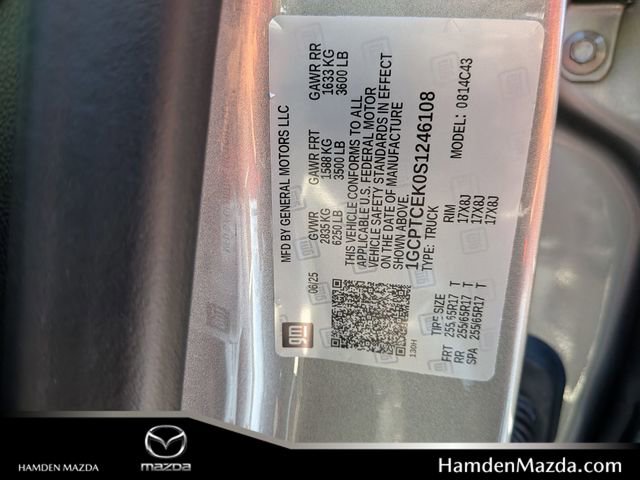 MFD BY GENERAL MOTORS LLC
06/25 GVWR GAWR FRT GAWR RR
2835 KG 1588 KG 1633 KG
6250 LB 3500 LB 3600 LB
THIS VEHICLE CONFORMS TO ALL
APPLICABLE U.S. FEDERAL MOTOR
VEHICLE SAFETY STANDARDS IN EFFECT
ON THE DATE OF MANUFACTURE
SHOWN ABOVE.
1GCPTCEK0S1246108
TYPE: TRUCK MODEL: 0814C43
TIRE SIZE RIM
FRT 255/65R17 T 17X8J
RR 255/65R17 T 17X8J
SPA 255/65R17 T 17X8J
130H
gm
HAMDEN MAZDA
mazda
HamdenMazda.com